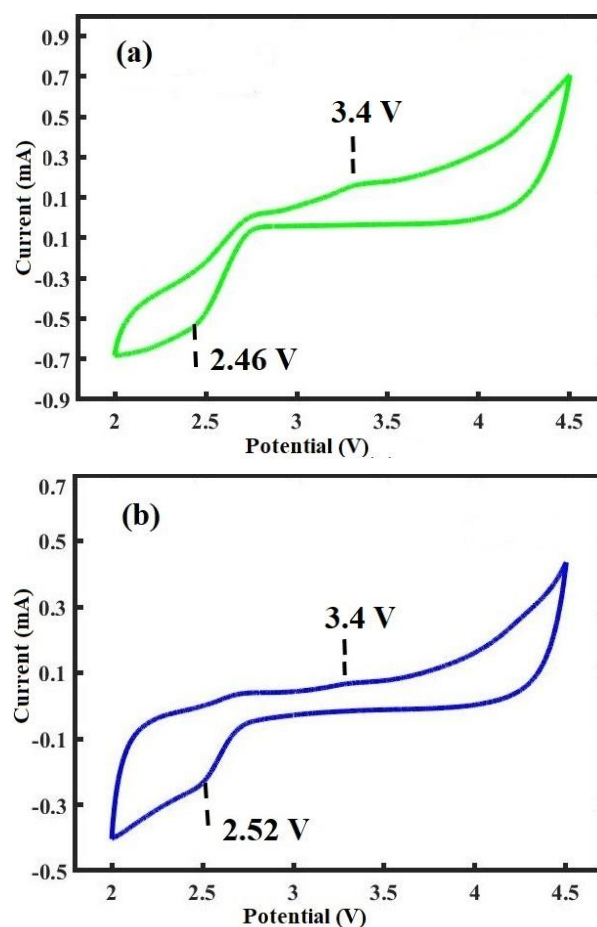 (a)
0.9
0.7
0.5
0.3
0.1
0.1
-0.3
-0.5
-0.7
-0.9
Current (mA)
3.4 V
2.46 V
2 2.5 3 3.5 4 4.5
Potential (V)
(b)
0.7
0.5
0.3
0.1
-0.1
-0.3
-0.5
Current (mA)
3.4 V
2.52 V
2 2.5 3 3.5 4 4.5
Potential (V)